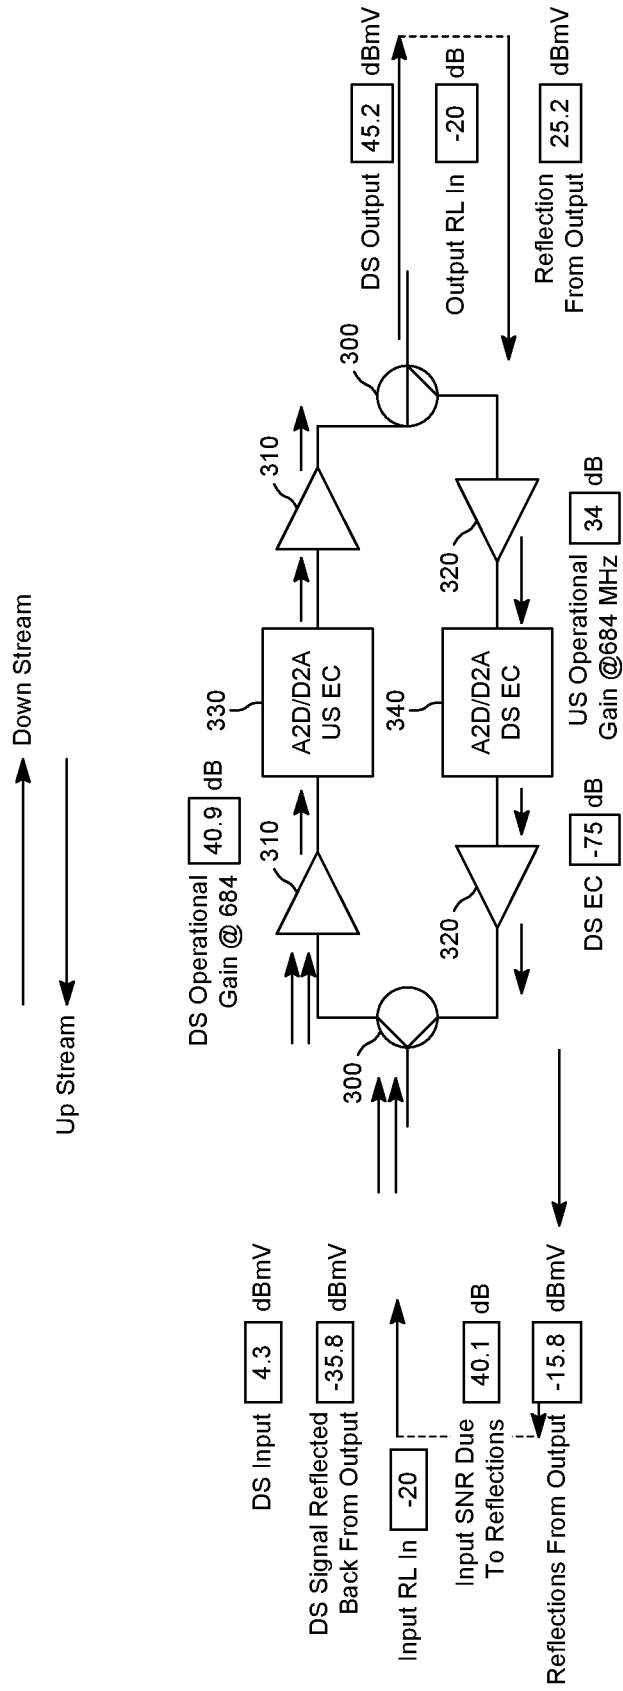 Down Stream
Up Stream
DS Operational
Gain @ 684
40.9
dB
DS Input
4.3
dBmV
DS Signal Reflected
Back From Output
-35.8
dBmV
Input RL In
-20
Input SNR Due
To Reflections
40.1
dB
Reflections From Output
-15.8
dBmV
300
310
330
A2D/D2A
US EC
310
300
320
340
A2D/D2A
DS EC
320
DS EC
-75
dB
US Operational
Gain @684 MHz
34
dB
DS Output
45.2
dBmV
Output RL In
-20
dB
Reflection
From Output
25.2
dBmV